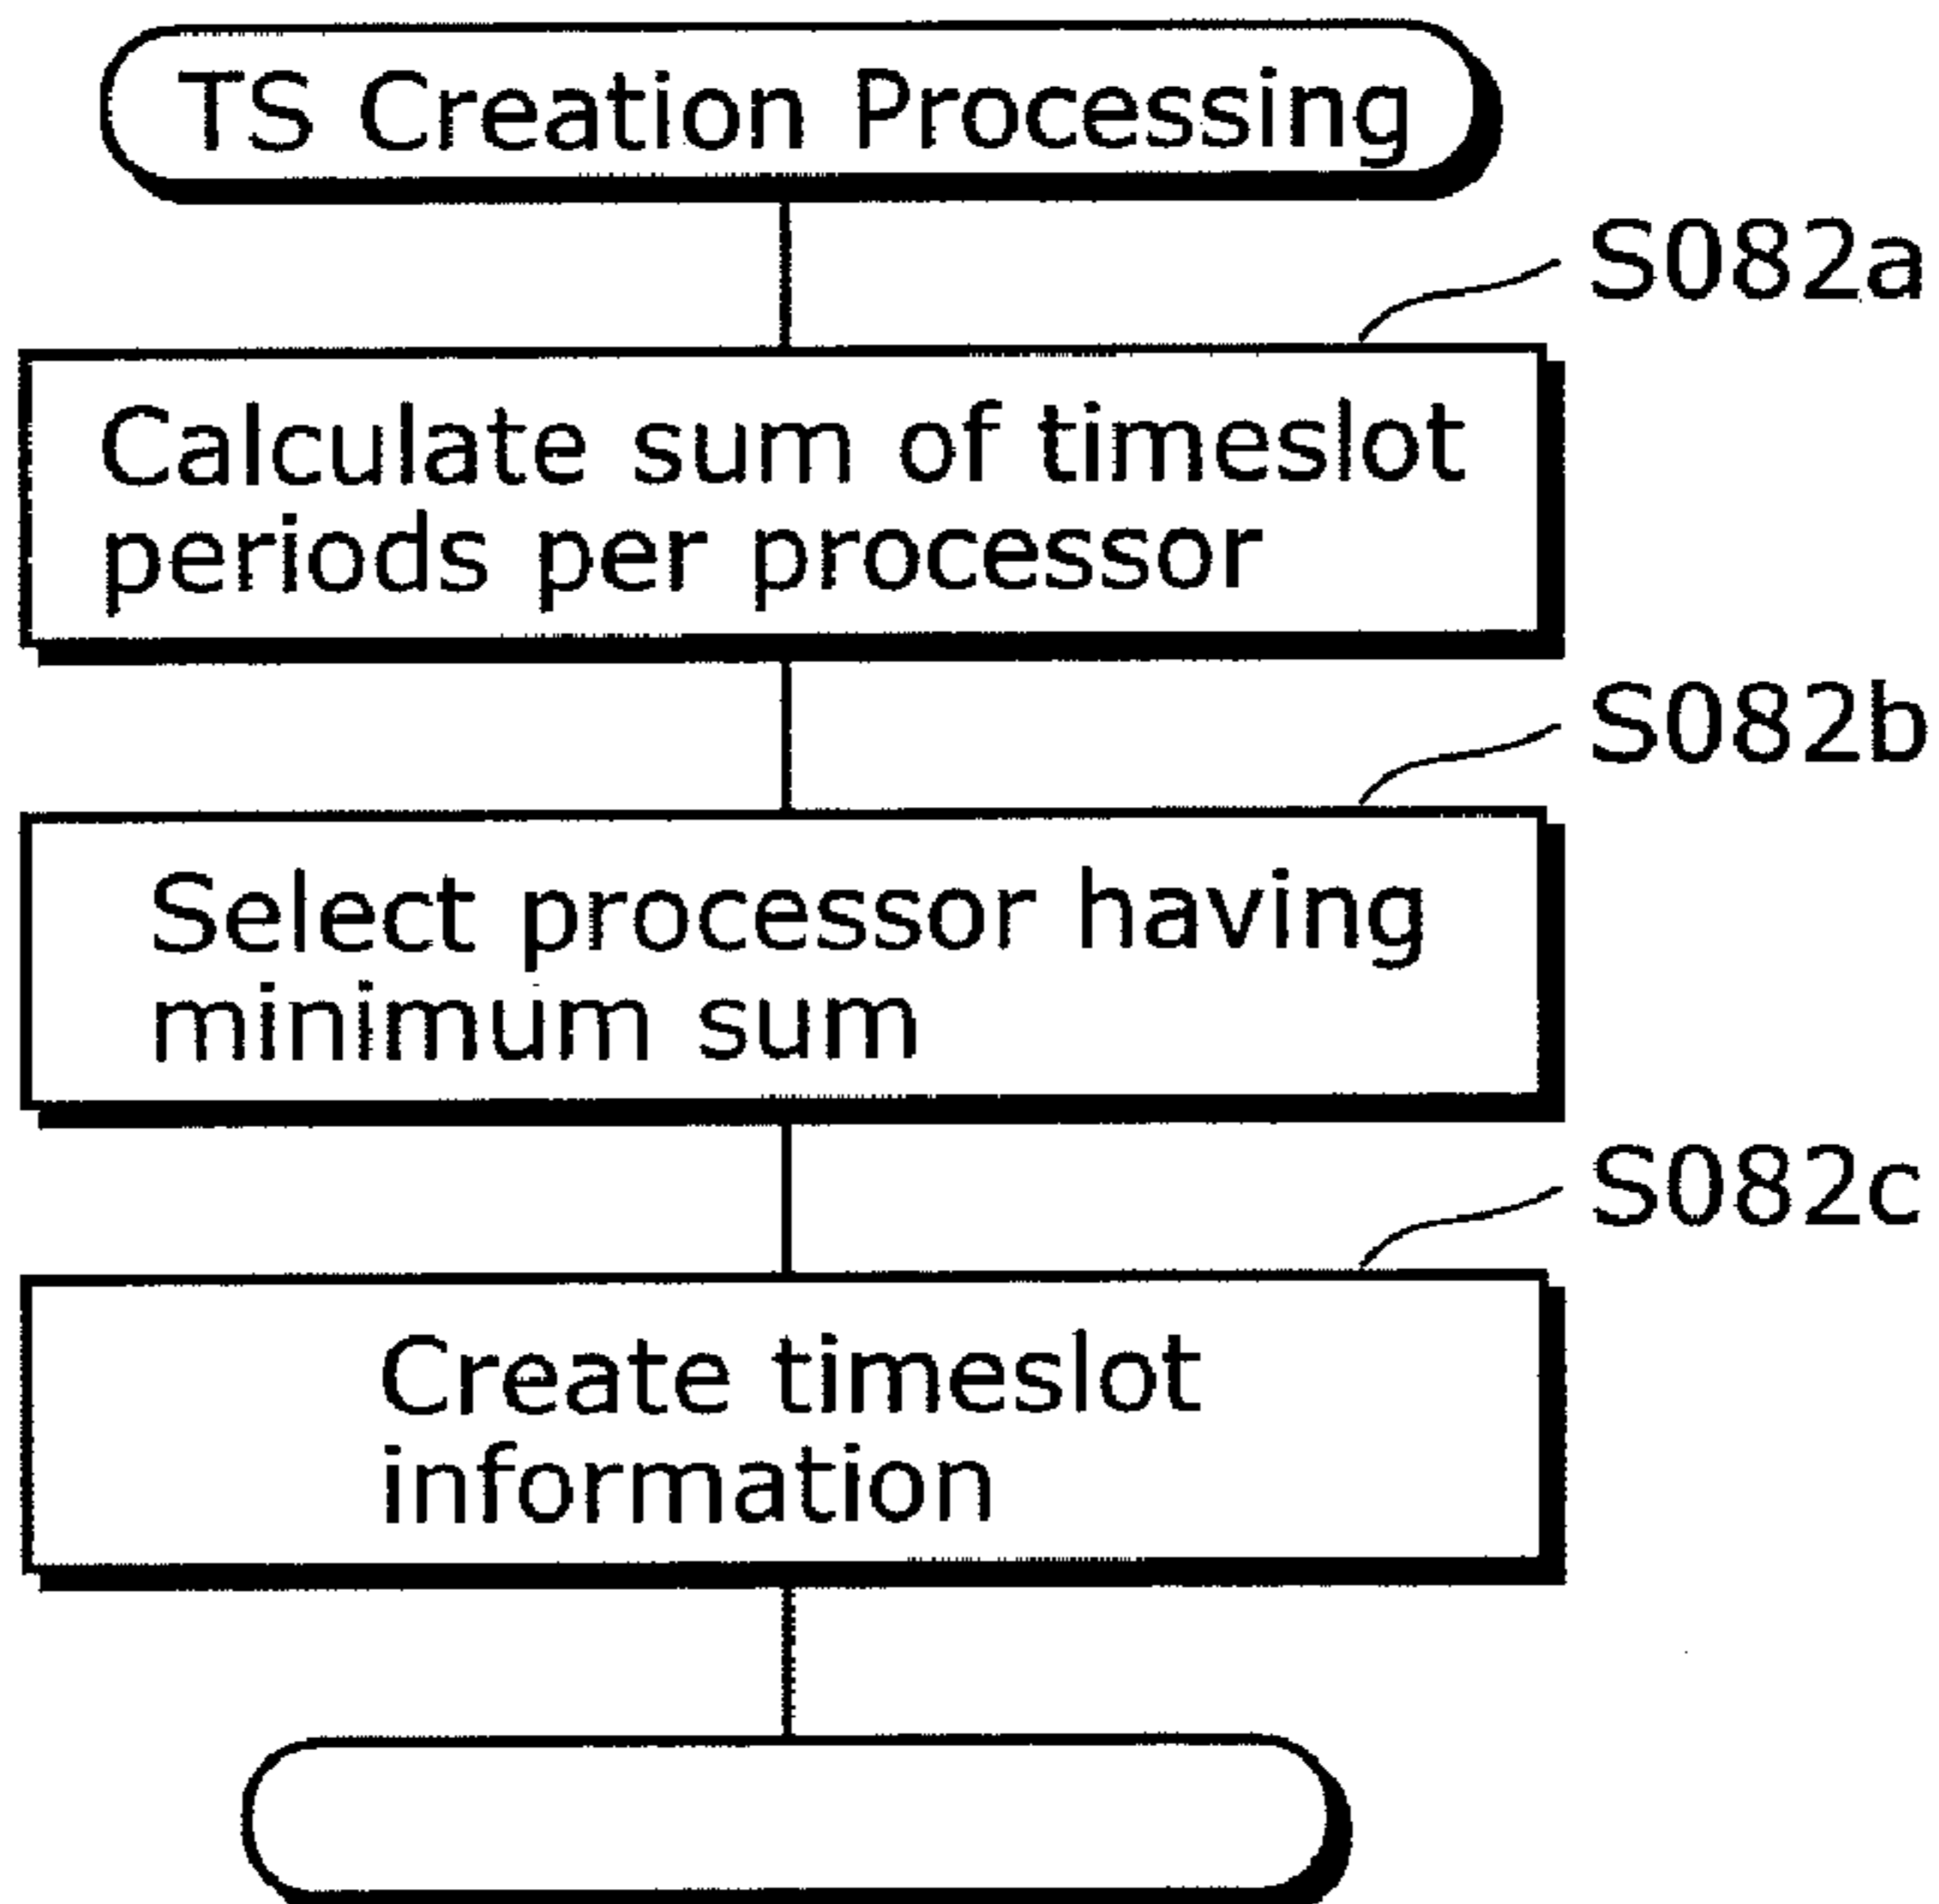 TS Creation Processing
S082a
Calculate sum of timeslot
periods per processor
S082b
Select processor having
minimum sum
S082c
Create timeslot
information